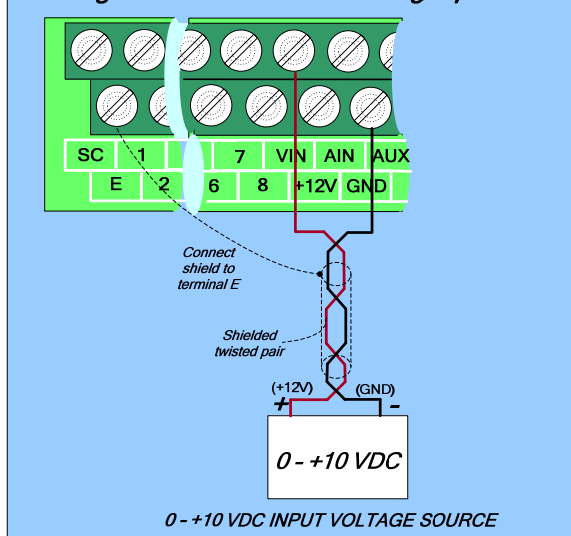 SC 1 7 VIN AIN AUX
E 2 6 8 +12V GND
Connect
shield to
terminal E
Shielded
twisted pair
(+12V) (GND)
+ -
0 - +10 VDC
0 - +10 VDC INPUT VOLTAGE SOURCE